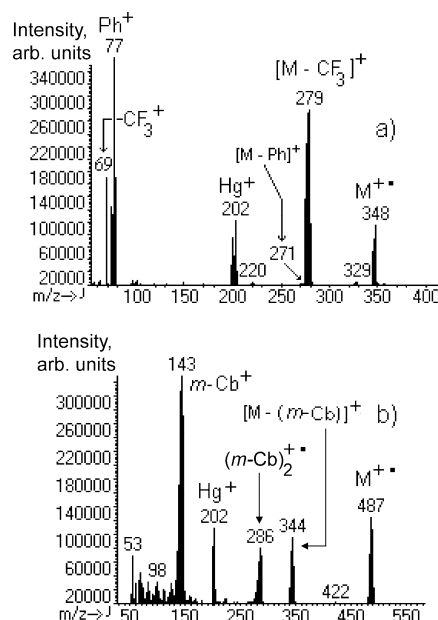 Intensity,
arb. units
Ph+
77
340000
300000
260000
220000
180000
140000
100000
60000
20000
-CF3+
69
[M - CF3]+
279
a)
[M - Ph]+
Hg+
202
M+•
348
271
220
329
m/z->
100
200
300
400
Intensity,
arb. units
143
m-Cb+
[M - (m-Cb)]+
b)
300000
260000
220000
180000
140000
100000
60000
20000
(m-Cb)2+•
M+•
487
Hg+
202
286
344
53
98
422
m/z->
50
150
250
350
450
550